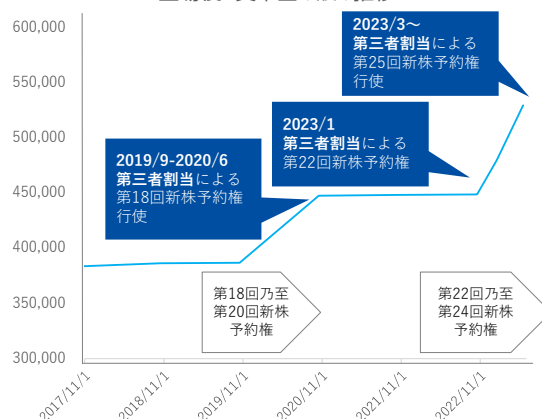 600,000
550,000
500,000
450,000
400,000
350,000
300,000
2023/3～
第三者割当による
第25回新株予約権
行使
2023/1
第三者割当による
第22回新株予約権
2019/9-2020/6
第三者割当による
第18回新株予約権
行使
第18回乃至
第20回新株
予約権
第22回乃至
第24回新株
予約権
2017/11/1
2018/11/1
2019/11/1
2020/11/1
2021/11/1
2022/11/1